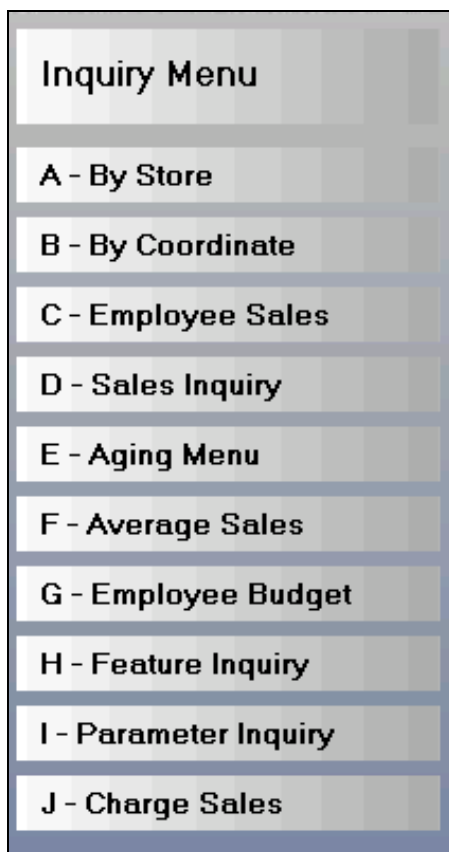 Inquiry Menu
A - By Store
B - By Coordinate
C - Employee Sales
D - Sales Inquiry
E - Aging Menu
F - Average Sales
G - Employee Budget
H - Feature Inquiry
I - Parameter Inquiry
J - Charge Sales